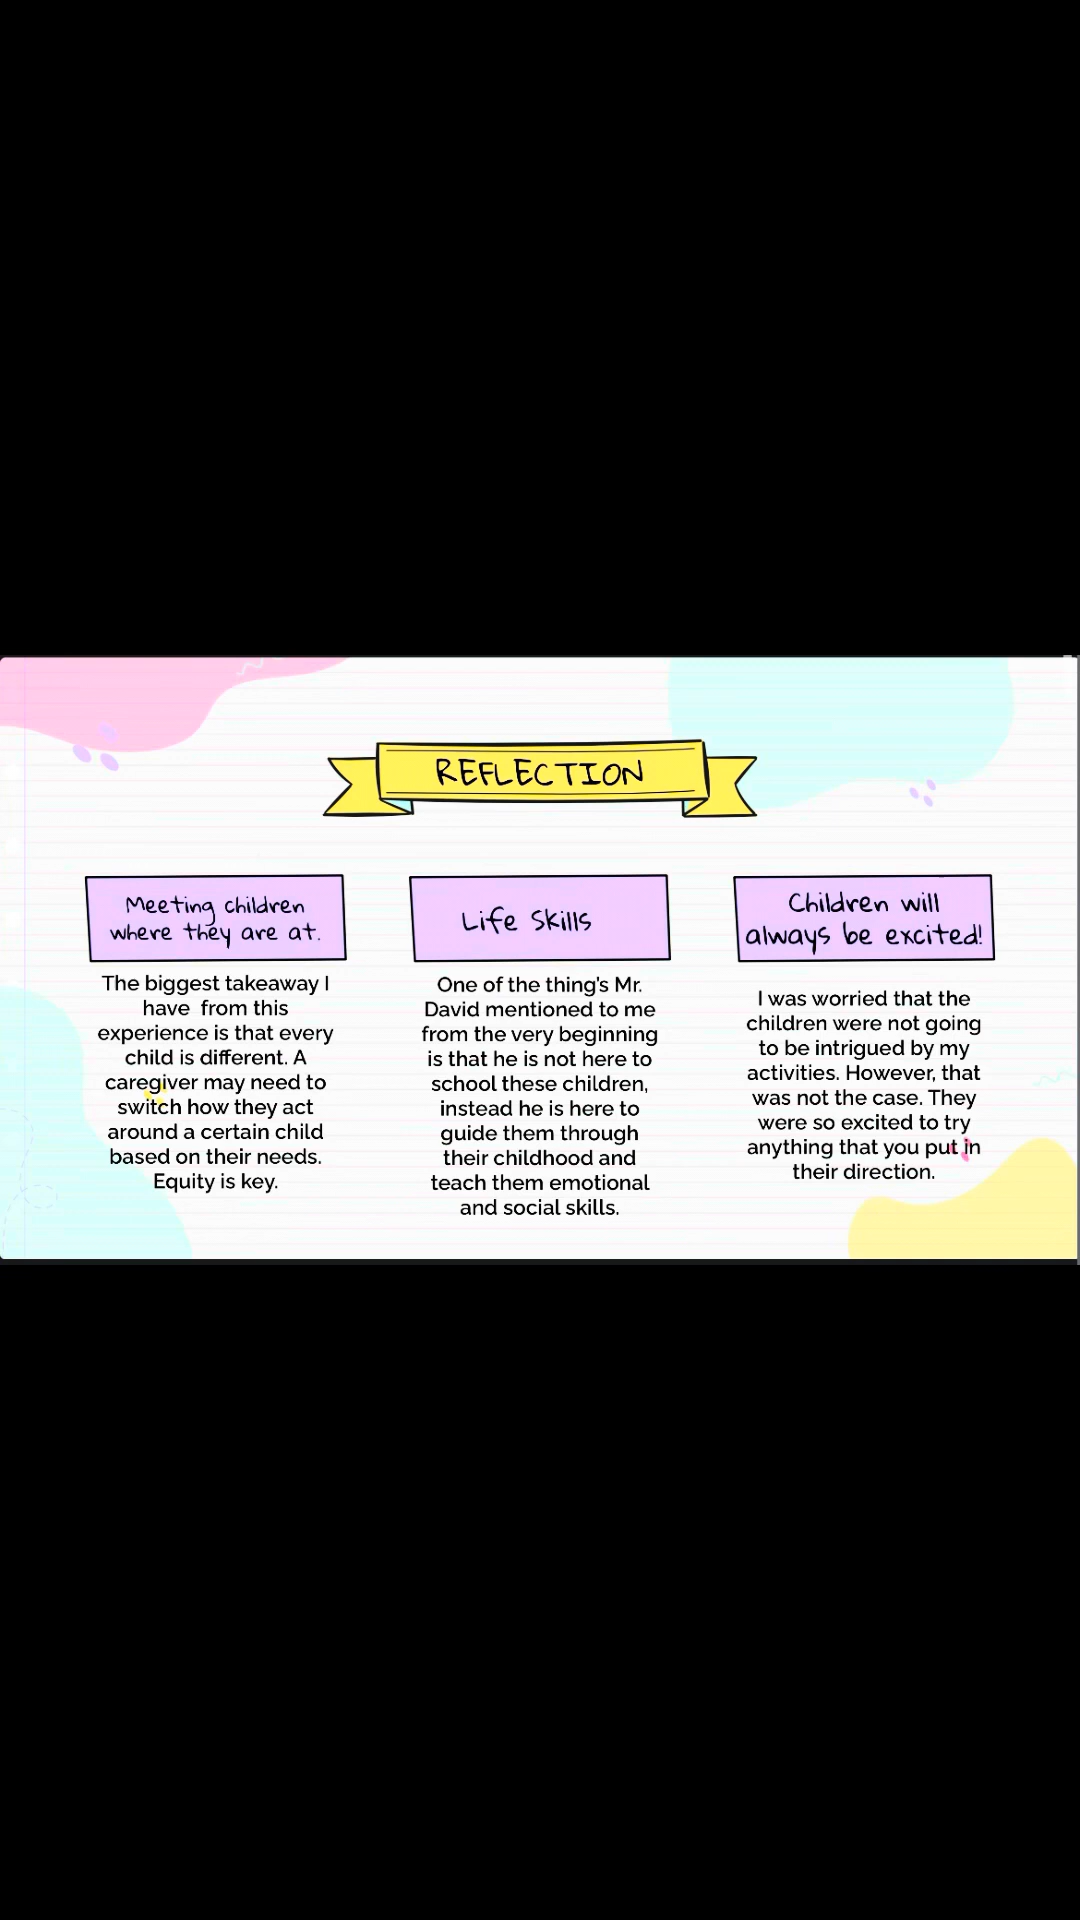 REFLECTION
Meeting children
where they are at.
The biggest takeaway I
have from this
experience is that every
child is different. A
caregiver may need to
switch how they act
around a certain child
based on their needs.
Equity is key.
Life Skills
One of the thing's Mr.
David mentioned to me
from the very beginning
is that he is not here to
school these children,
instead he is here to
guide them through
their childhood and
teach them emotional
and social skills.
Children will
always be excited!
I was worried that the
children were not going
to be intrigued by my
activities. However, that
was not the case. They
were so excited to try
anything that you put in
their direction.